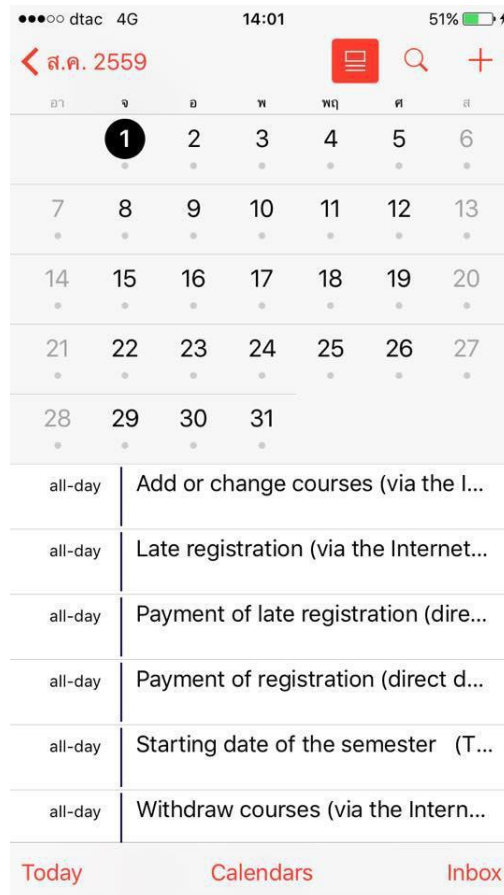 dtac 4G 14:01 51%
ส.ค. 2559
อา จ อ พ พฤ ศ ส
1 2 3 4 5 6
7 8 9 10 11 12 13
14 15 16 17 18 19 20
21 22 23 24 25 26 27
28 29 30 31
all-day Add or change courses (via the I...
all-day Late registration (via the Internet...
all-day Payment of late registration (dire...
all-day Payment of registration (direct d...
all-day Starting date of the semester (T...
all-day Withdraw courses (via the Intern...
Today Calendars Inbox